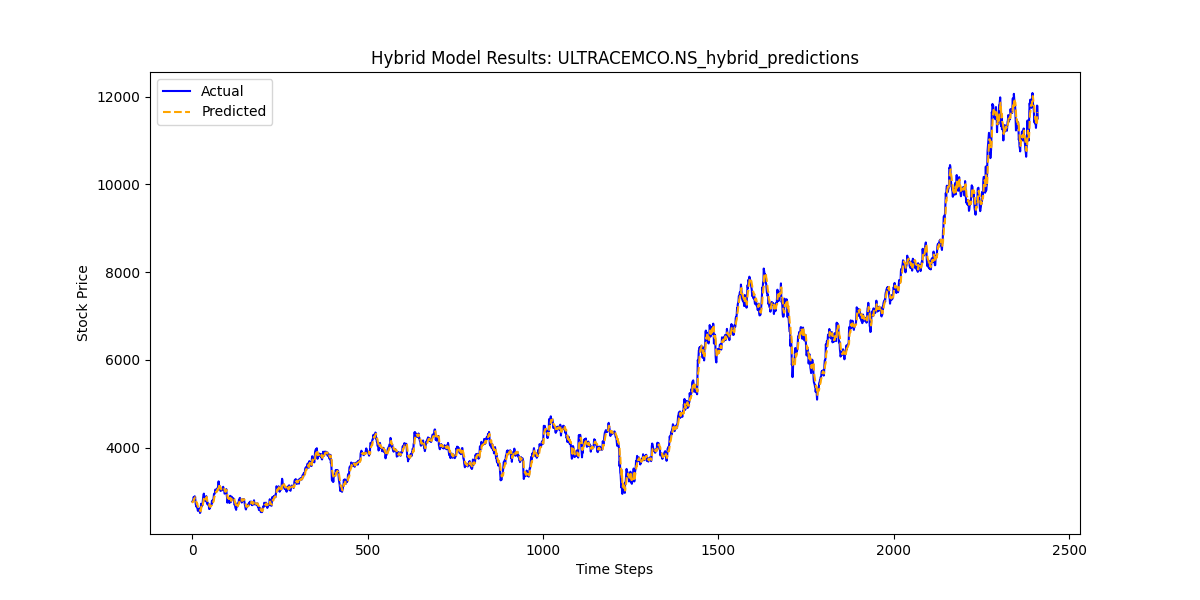 Hybrid Model Results: ULTRACEMCO.NS_hybrid_predictions
Actual
Predicted
12000
10000
8000
6000
4000
Stock Price
0 500 1000 1500 2000 2500
Time Steps